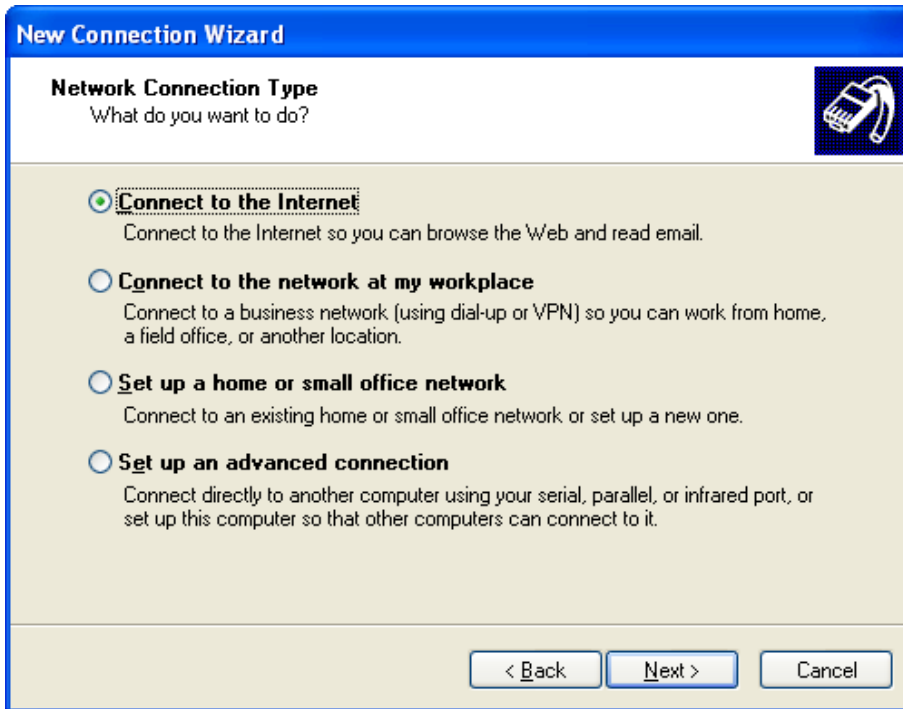 New Connection Wizard
Network Connection Type
What do you want to do?
Connect to the Internet
Connect to the Internet so you can browse the Web and read email.
Connect to the network at my workplace
Connect to a business network (using dial-up or VPN) so you can work from home,
a field office, or another location.
Set up a home or small office network
Connect to an existing home or small office network or set up a new one.
Set up an advanced connection
Connect directly to another computer using your serial, parallel, or infrared port, or
set up this computer so that other computers can connect to it.
< Back Next > Cancel